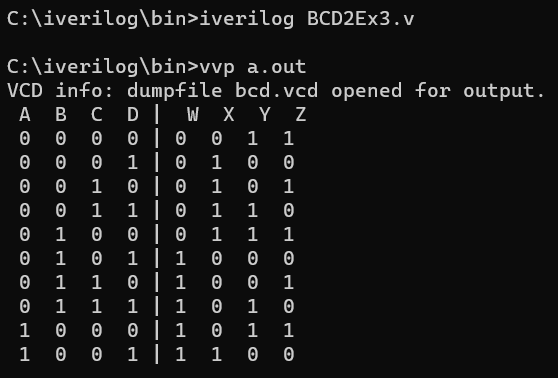 C:\iverilog\bin>iverilog BCD2Ex3.v
C:\iverilog\bin>vvp a.out
VCD info: dumpfile bcd.vcd opened for output.
A B C D | W X Y Z
0 0 0 0 | 0 0 1 1
0 0 0 1 | 0 1 0 0
0 0 1 0 | 0 1 0 1
0 0 1 1 | 0 1 1 0
0 1 0 0 | 0 1 1 1
0 1 0 1 | 1 0 0 0
0 1 1 0 | 1 0 0 1
0 1 1 1 | 1 0 1 0
1 0 0 0 | 1 0 1 1
1 0 0 1 | 1 1 0 0